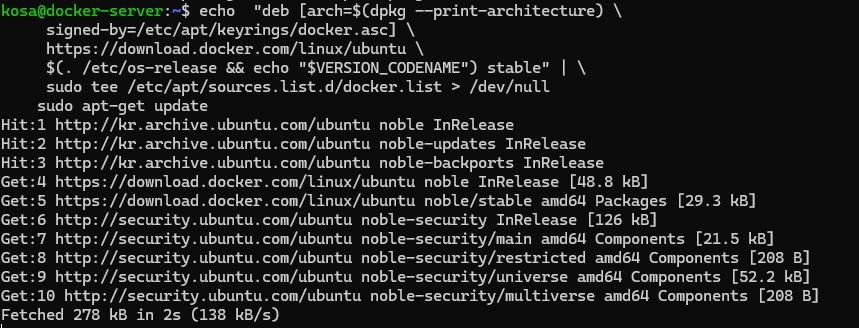 kosa@docker-server:~$ echo  "deb [arch=$(dpkg --print-architecture) \
     signed-by=/etc/apt/keyrings/docker.asc] \
     https://download.docker.com/linux/ubuntu \
     $(. /etc/os-release && echo "$VERSION_CODENAME") stable" | \
     sudo tee /etc/apt/sources.list.d/docker.list > /dev/null
    sudo apt-get update
Hit:1 http://kr.archive.ubuntu.com/ubuntu noble InRelease
Hit:2 http://kr.archive.ubuntu.com/ubuntu noble-updates InRelease
Hit:3 http://kr.archive.ubuntu.com/ubuntu noble-backports InRelease
Get:4 https://download.docker.com/linux/ubuntu noble InRelease [48.8 kB]
Get:5 https://download.docker.com/linux/ubuntu noble/stable amd64 Packages [29.3 kB]
Get:6 http://security.ubuntu.com/ubuntu noble-security InRelease [126 kB]
Get:7 http://security.ubuntu.com/ubuntu noble-security/main amd64 Components [21.5 kB]
Get:8 http://security.ubuntu.com/ubuntu noble-security/restricted amd64 Components [208 B]
Get:9 http://security.ubuntu.com/ubuntu noble-security/universe amd64 Components [52.2 kB]
Get:10 http://security.ubuntu.com/ubuntu noble-security/multiverse amd64 Components [208 B]
Fetched 278 kB in 2s (138 kB/s)